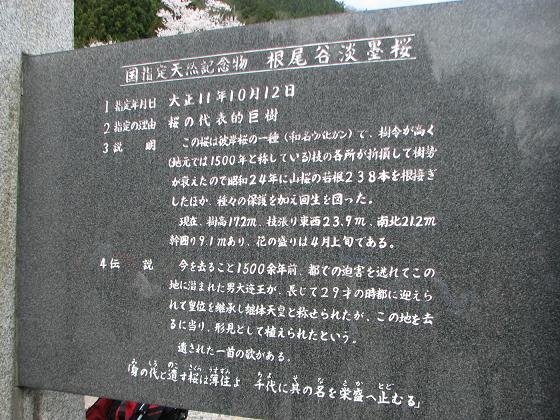 国指定天然記念物 根尾谷淡墨桜
1 指定年月日 大正11年10月12日
2 指定の理由 桜の代表的巨樹
3 説明 この桜は彼岸桜の一種(和名ウバヒガン)で、樹令が高く
(地元では1500年と称している)枝の各所が折損して樹勢
が衰えたので昭和24年に山桜の若根238本を根接ぎ
したほか、種々の保護を加え回生を図った。
現在、樹高17.2m、枝張り東西23.9m、南北21.2m
幹囲り9.1mあり、花の盛りは4月上旬である。
4 伝説 今を去ること1500余年前、都での迫害を逃れてこの
地に潜まれた男大迹王が、長じて29才の時都に迎えら
れて皇位を継承し継体天皇と称せられたが、この地を去
るに当り、形見として植えられたという。
遺された一首の歌がある。
「身の代と遺す桜は薄住よ 千代に其の名を栄盛へ止むる」